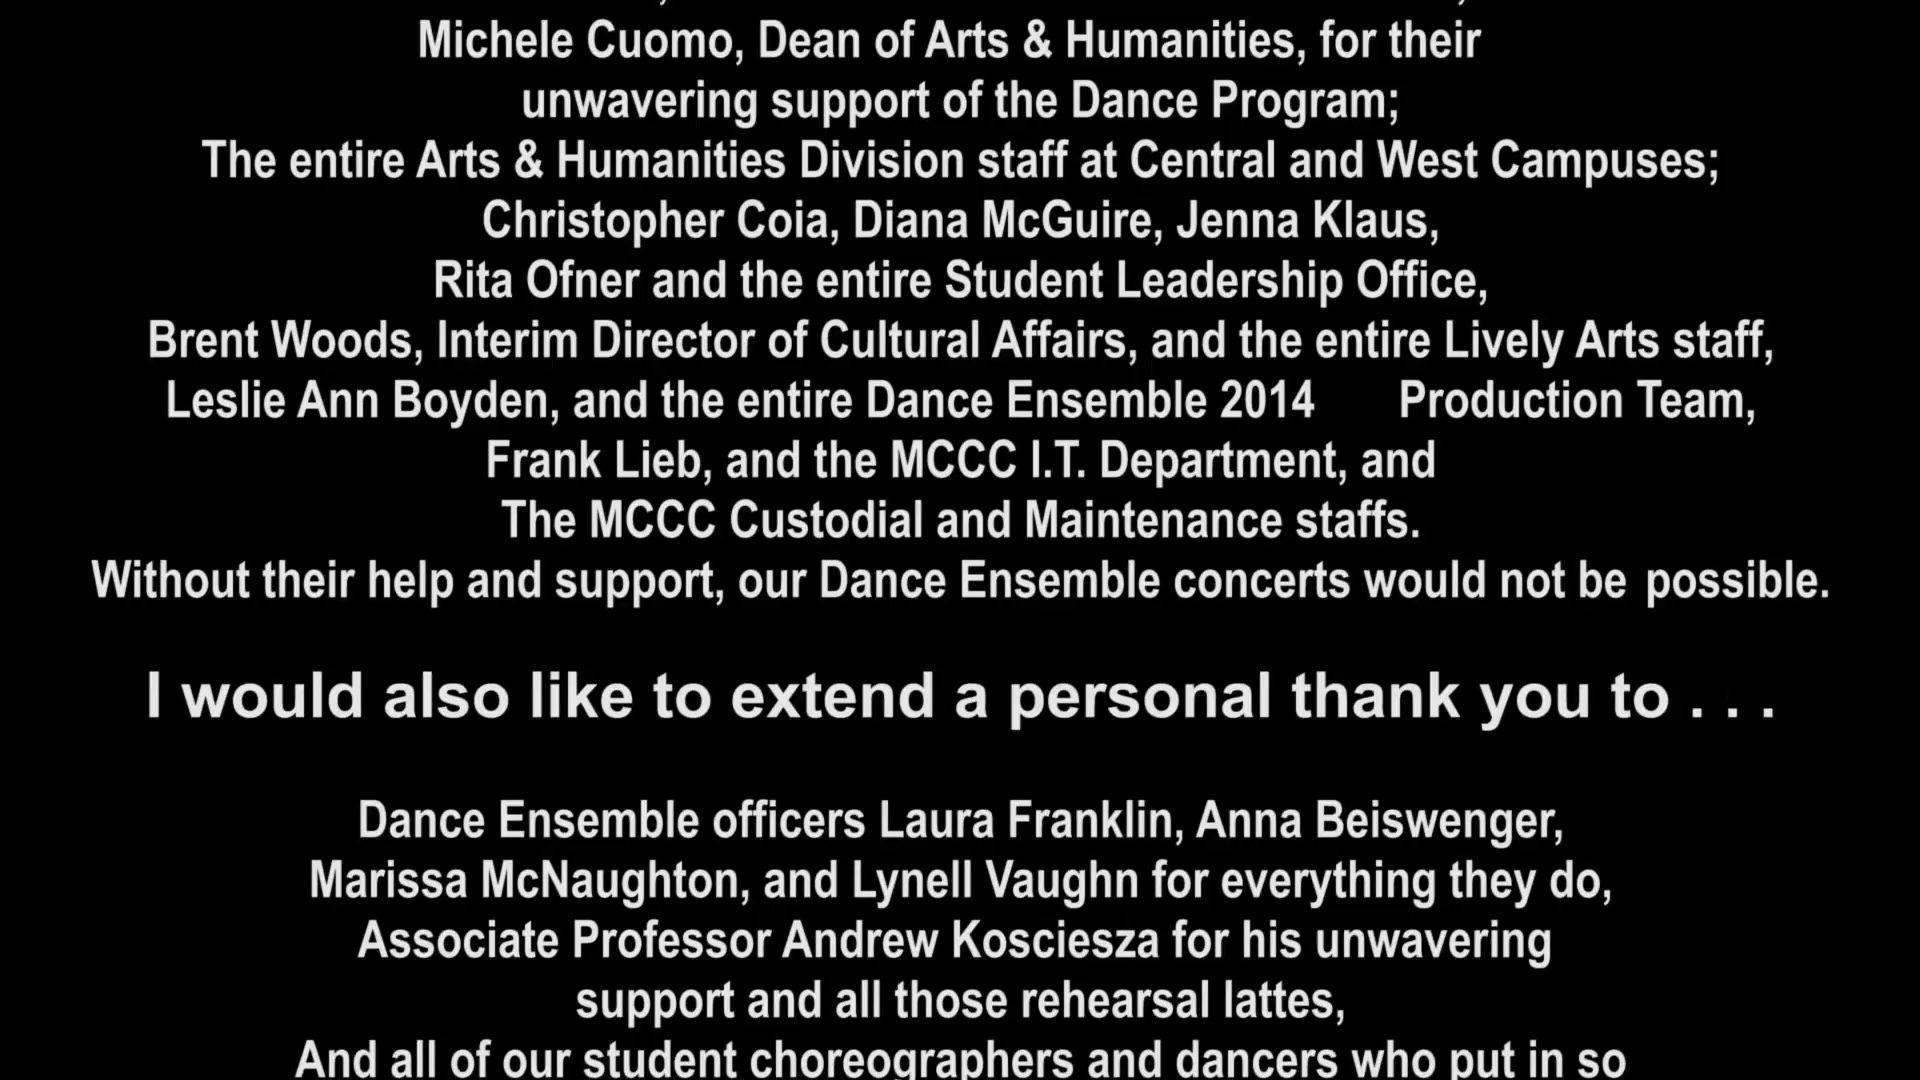 Michele Cuomo, Dean of Arts & Humanities, for their
unwavering support of the Dance Program;
The entire Arts & Humanities Division staff at Central and West Campuses;
Christopher Coia, Diana McGuire, Jenna Klaus,
Rita Ofner and the entire Student Leadership Office,
Brent Woods, Interim Director of Cultural Affairs, and the entire Lively Arts staff,
Leslie Ann Boyden, and the entire Dance Ensemble 2014 Production Team,
Frank Lieb, and the MCCC I.T. Department, and
The MCCC Custodial and Maintenance staffs.
Without their help and support, our Dance Ensemble concerts would not be possible.
I would also like to extend a personal thank you to . . .
Dance Ensemble officers Laura Franklin, Anna Beiswenger,
Marissa McNaughton, and Lynell Vaughn for everything they do,
Associate Professor Andrew Kosciesza for his unwavering
support and all those rehearsal lattes,
And all of our student choreographers and dancers who put in so